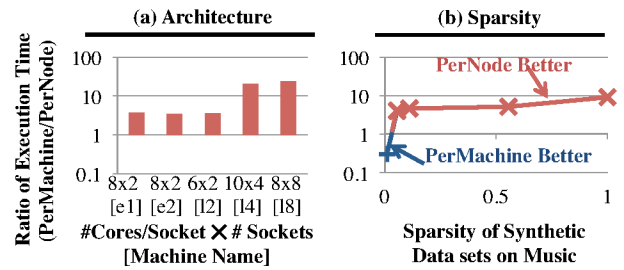 (a) Architecture
Ratio of Execution Time
(PerMachine/PerNode)
100
10
1
0.1
8x2 8x2 6x2 10x4 8x8
[e1] [e2] [l2] [l4] [l8]
#Cores/Socket × # Sockets
[Machine Name]
(b) Sparsity
100
10
1
0.1
PerNode Better
PerMachine Better
0 0.5 1
Sparsity of Synthetic
Data sets on Music